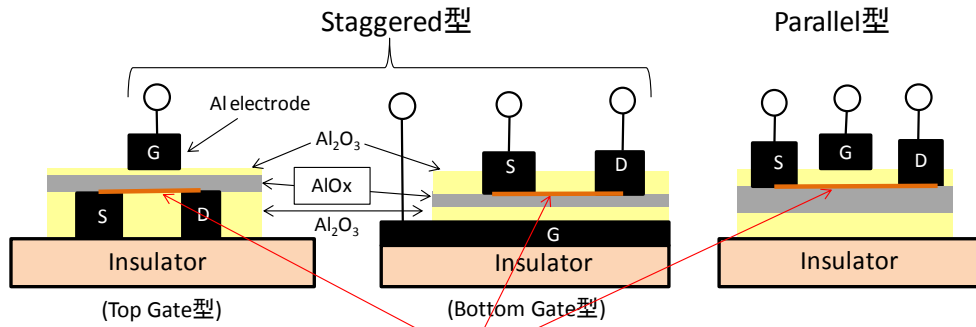 Staggered型
Parallel型
Al electrode
Al₂O₃
AlOx
Al₂O₃
G
S
D
Insulator
(Top Gate型)
S
D
G
Insulator
(Bottom Gate型)
S
G
D
Insulator